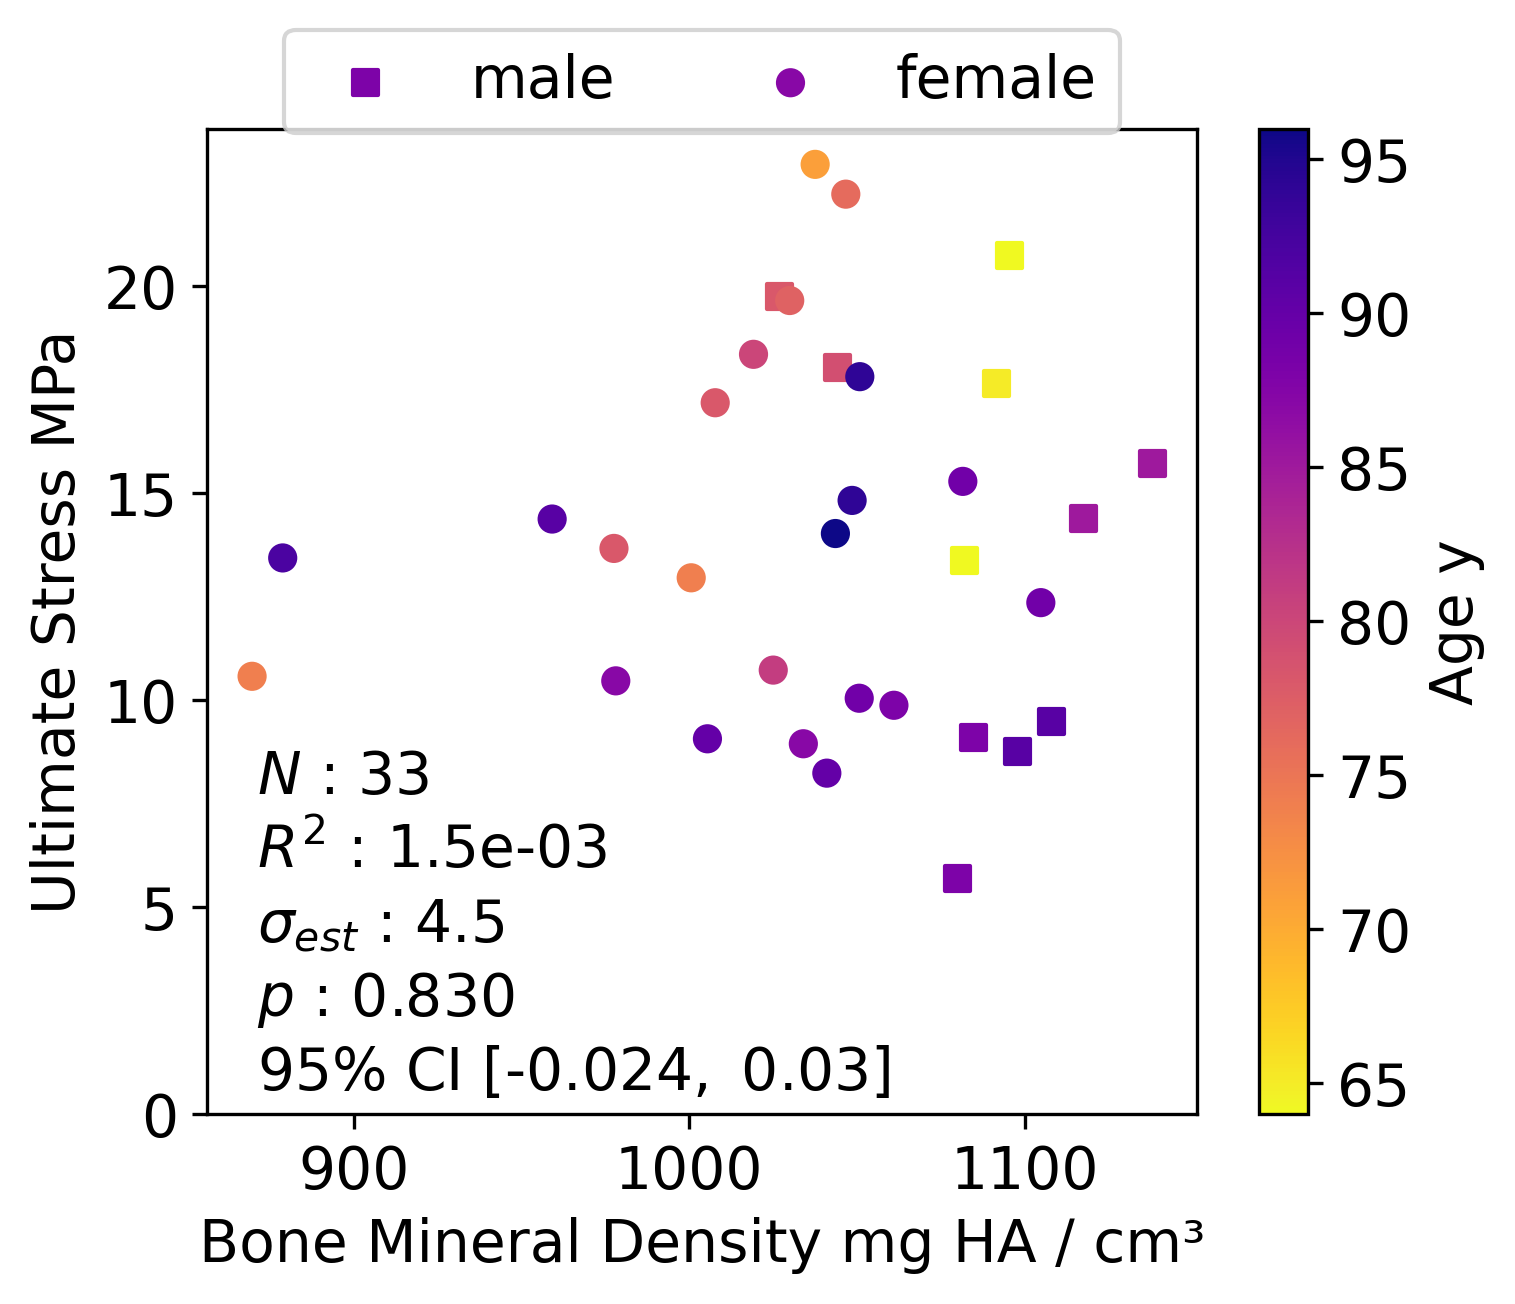 male female
20
15
10
5
0
Ultimate Stress MPa
N : 33
R² : 1.5e-03
σest : 4.5
p : 0.830
95% CI [-0.024, 0.03]
900 1000 1100
Bone Mineral Density mg HA / cm³
95
90
85
80
75
70
65
Age y